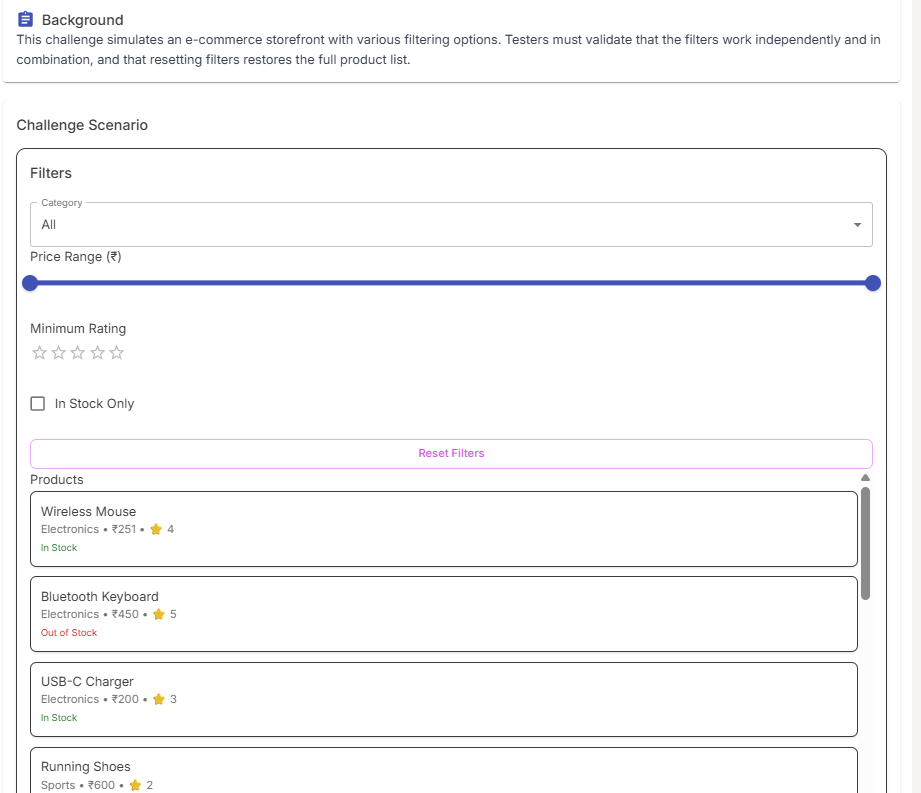 Background
This challenge simulates an e-commerce storefront with various filtering options. Testers must validate that the filters work independently and in
combination, and that resetting filters restores the full product list.
Challenge Scenario
Filters
Category
All
Price Range (₹)
Minimum Rating
In Stock Only
Reset Filters
Products
Wireless Mouse
Electronics • ₹251 • ⭐ 4
In Stock
Bluetooth Keyboard
Electronics • ₹450 • ⭐ 5
Out of Stock
USB-C Charger
Electronics • ₹200 • ⭐ 3
In Stock
Running Shoes
Sports • ₹600 • ⭐ 2